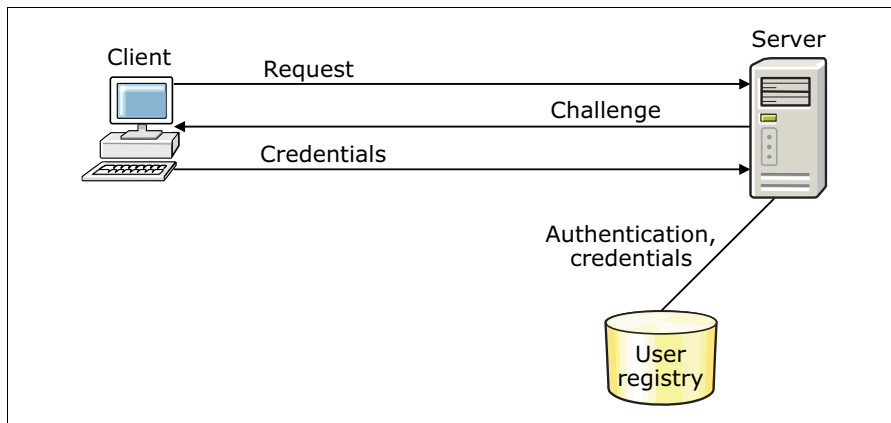 Client
Server
Request
Challenge
Credentials
Authentication,
credentials
User
registry